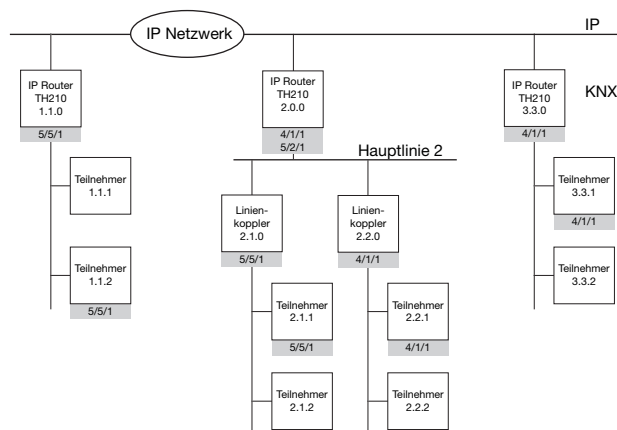 IP Netzwerk
IP
KNX
IP Router
TH210
1.1.0
5/5/1
Teilnehmer
1.1.1
Teilnehmer
1.1.2
5/5/1
IP Router
TH210
2.0.0
4/1/1
5/2/1
Hauptlinie 2
Linien-
koppler
2.1.0
5/5/1
Teilnehmer
2.1.1
5/5/1
Teilnehmer
2.1.2
Linien-
koppler
2.2.0
4/1/1
Teilnehmer
2.2.1
4/1/1
Teilnehmer
2.2.2
IP Router
TH210
3.3.0
4/1/1
Teilnehmer
3.3.1
4/1/1
Teilnehmer
3.3.2